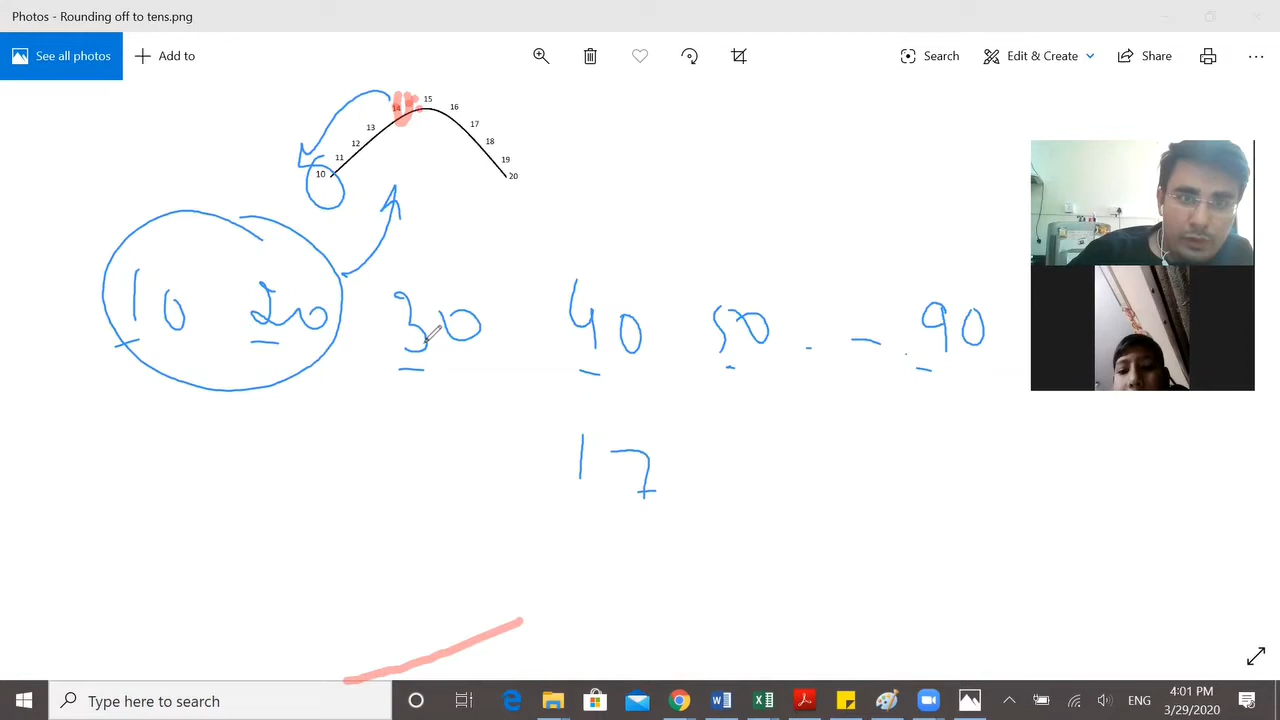 Photos - Rounding off to tens.png
See all photos
Add to
Search
Edit & Create
Share
15
14
16
13
17
12
18
11
19
10
20
10 20 30 40 50 . - 90
17
Type here to search
ENG
4:01 PM
3/29/2020